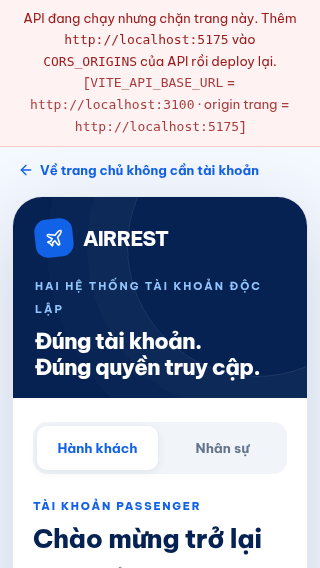 API đang chạy nhưng chặn trang này. Thêm
http://localhost:5175 vào
CORS_ORIGINS của API rồi deploy lại.
[VITE_API_BASE_URL =
http://localhost:3100 · origin trang =
http://localhost:5175]
← Về trang chủ không cần tài khoản
AIRREST
HAI HỆ THỐNG TÀI KHOẢN ĐỘC
LẬP
Đúng tài khoản.
Đúng quyền truy cập.
Hành khách Nhân sự
TÀI KHOẢN PASSENGER
Chào mừng trở lại